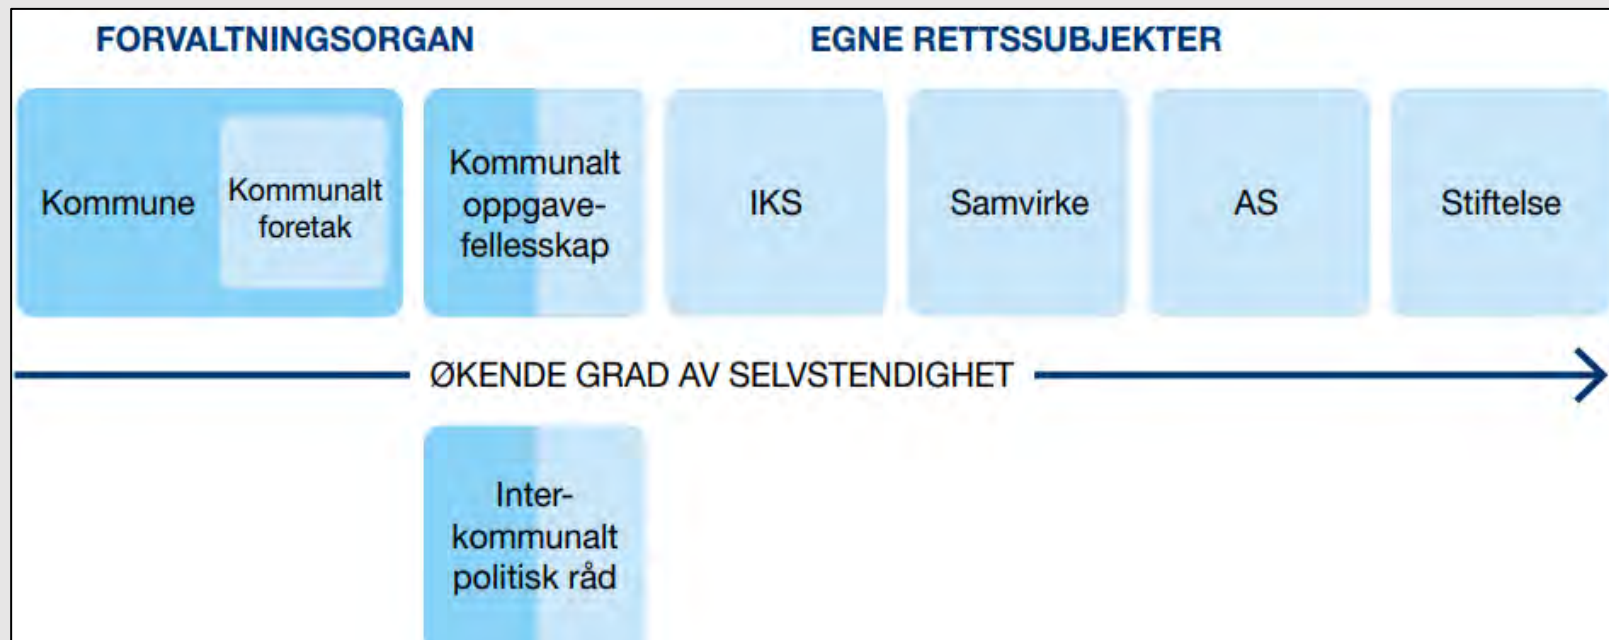 FORVALTNINGSORGAN
EGNE RETTSSUBJEKTER
Kommune
Kommunalt
foretak
Kommunalt
oppgave-
fellesskap
IKS
Samvirke
AS
Stiftelse
ØKENDE GRAD AV SELVSTENDIGHET
Inter-
kommunalt
politisk råd